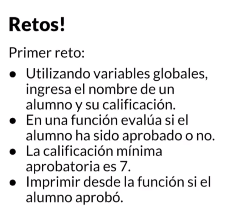 Retos!
Primer reto:
● Utilizando variables globales,
ingresa el nombre de un
alumno y su calificación.
● En una función evalúa si el
alumno ha sido aprobado o no.
● La calificación mínima
aprobatoria es 7.
● Imprimir desde la función si el
alumno aprobó.